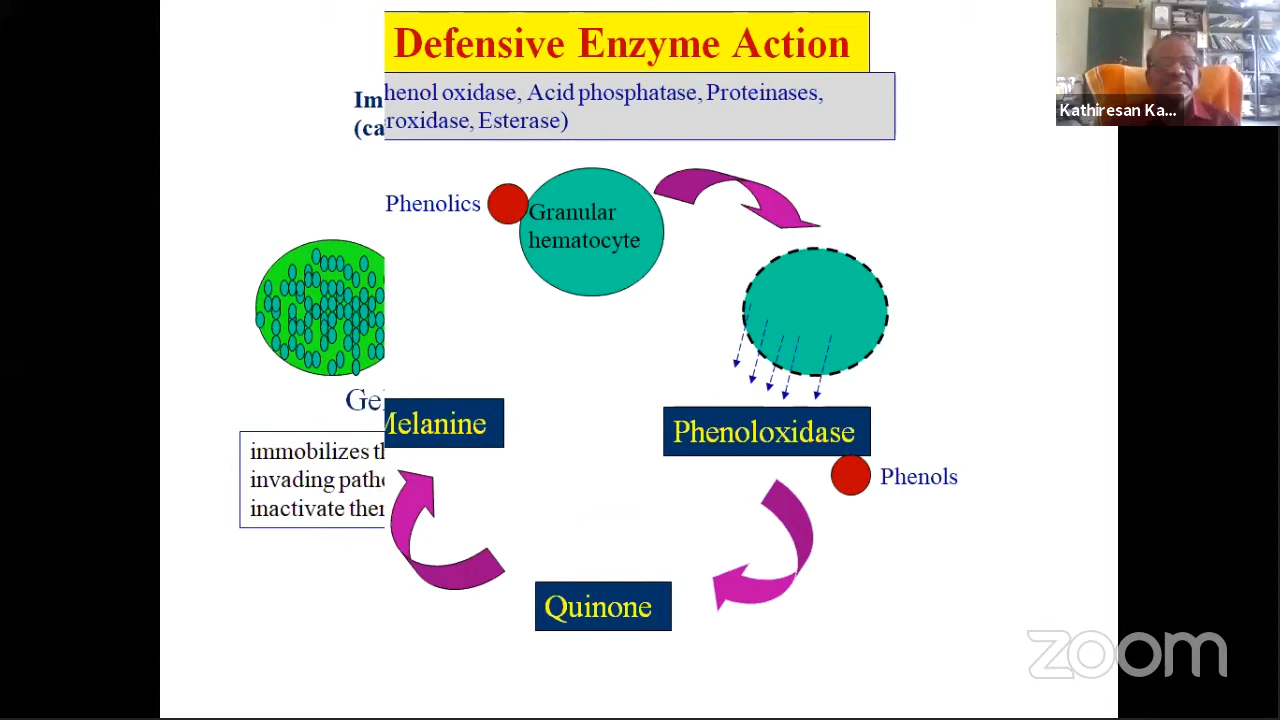 Defensive Enzyme Action
Kathiresan Ka...
Im henol oxidase, Acid phosphatase, Proteinases,
(ca roxidase, Esterase)
Phenolics
Granular
hematocyte
Ge
Melanine
Phenoloxidase
immobilizes th
invading path
inactivate ther
Phenols
Quinone
zoom